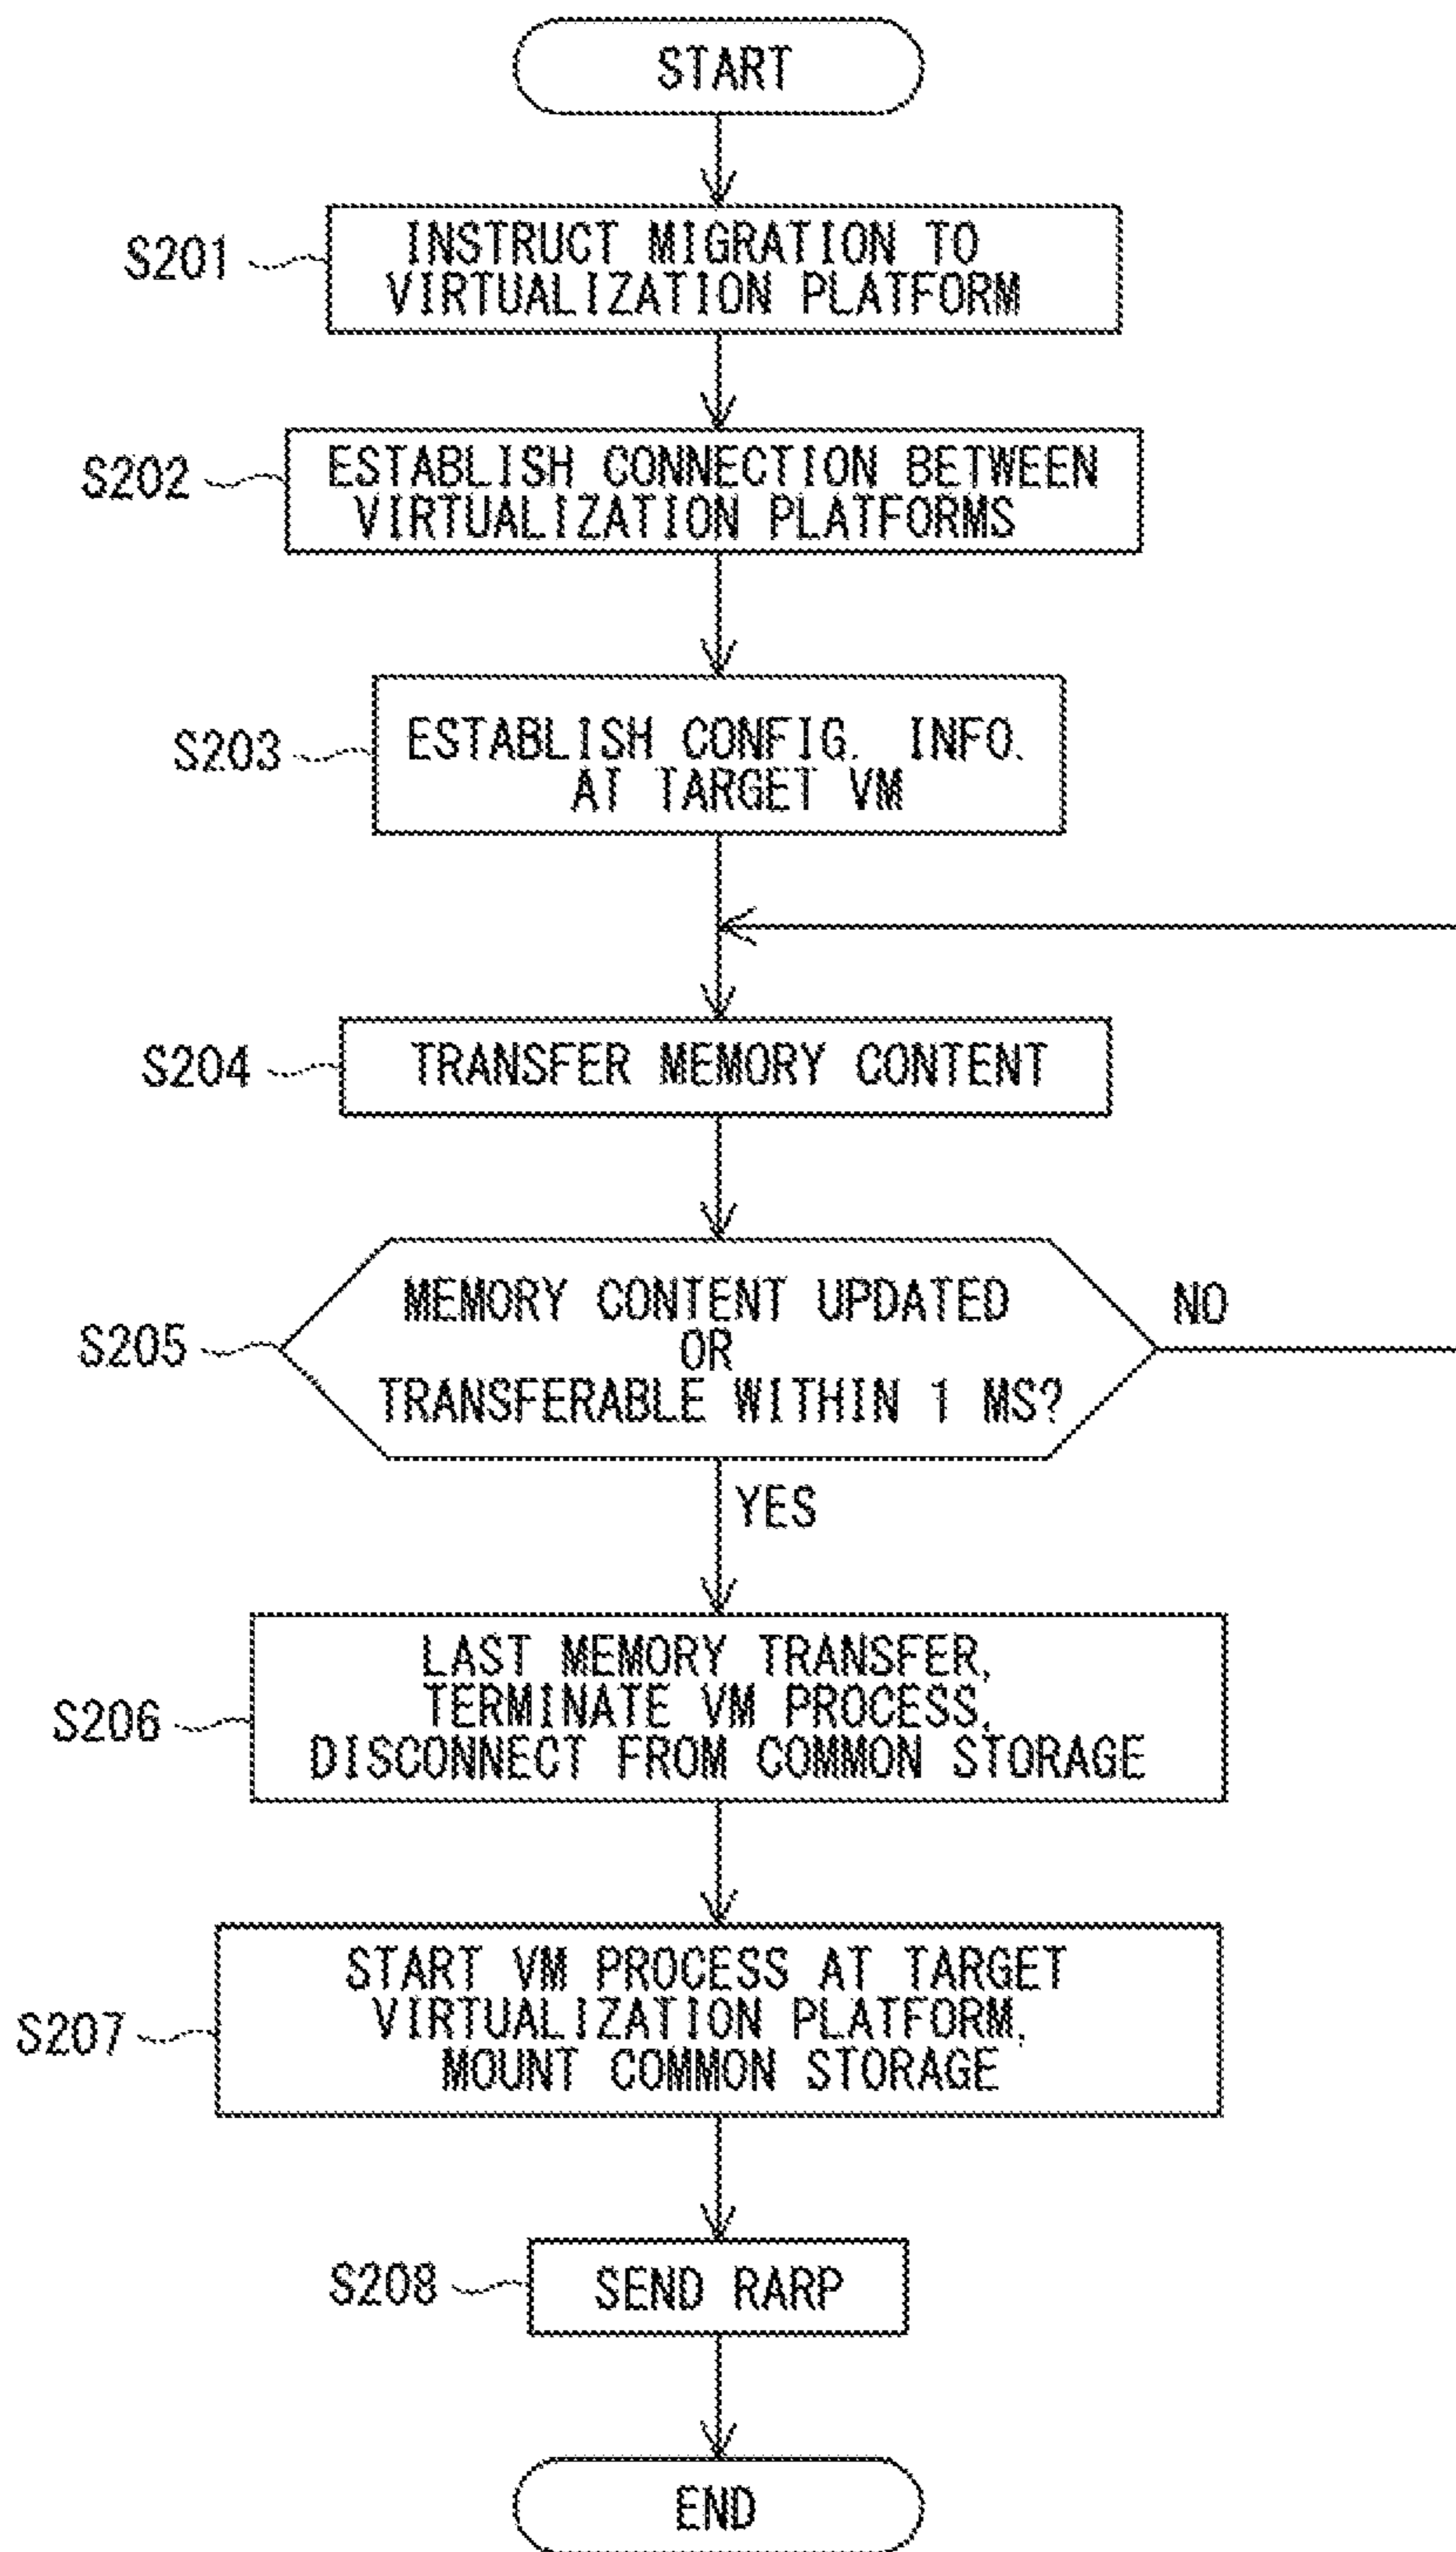 START
S201
INSTRUCT MIGRATION TO
VIRTUALIZATION PLATFORM
S202
ESTABLISH CONNECTION BETWEEN
VIRTUALIZATION PLATFORMS
S203
ESTABLISH CONFIG. INFO.
AT TARGET VM
S204
TRANSFER MEMORY CONTENT
S205
MEMORY CONTENT UPDATED
OR
TRANSFERABLE WITHIN 1 MS?
NO
YES
S206
LAST MEMORY TRANSFER,
TERMINATE VM PROCESS,
DISCONNECT FROM COMMON STORAGE
S207
START VM PROCESS AT TARGET
VIRTUALIZATION PLATFORM,
MOUNT COMMON STORAGE
S208
SEND RARP
END